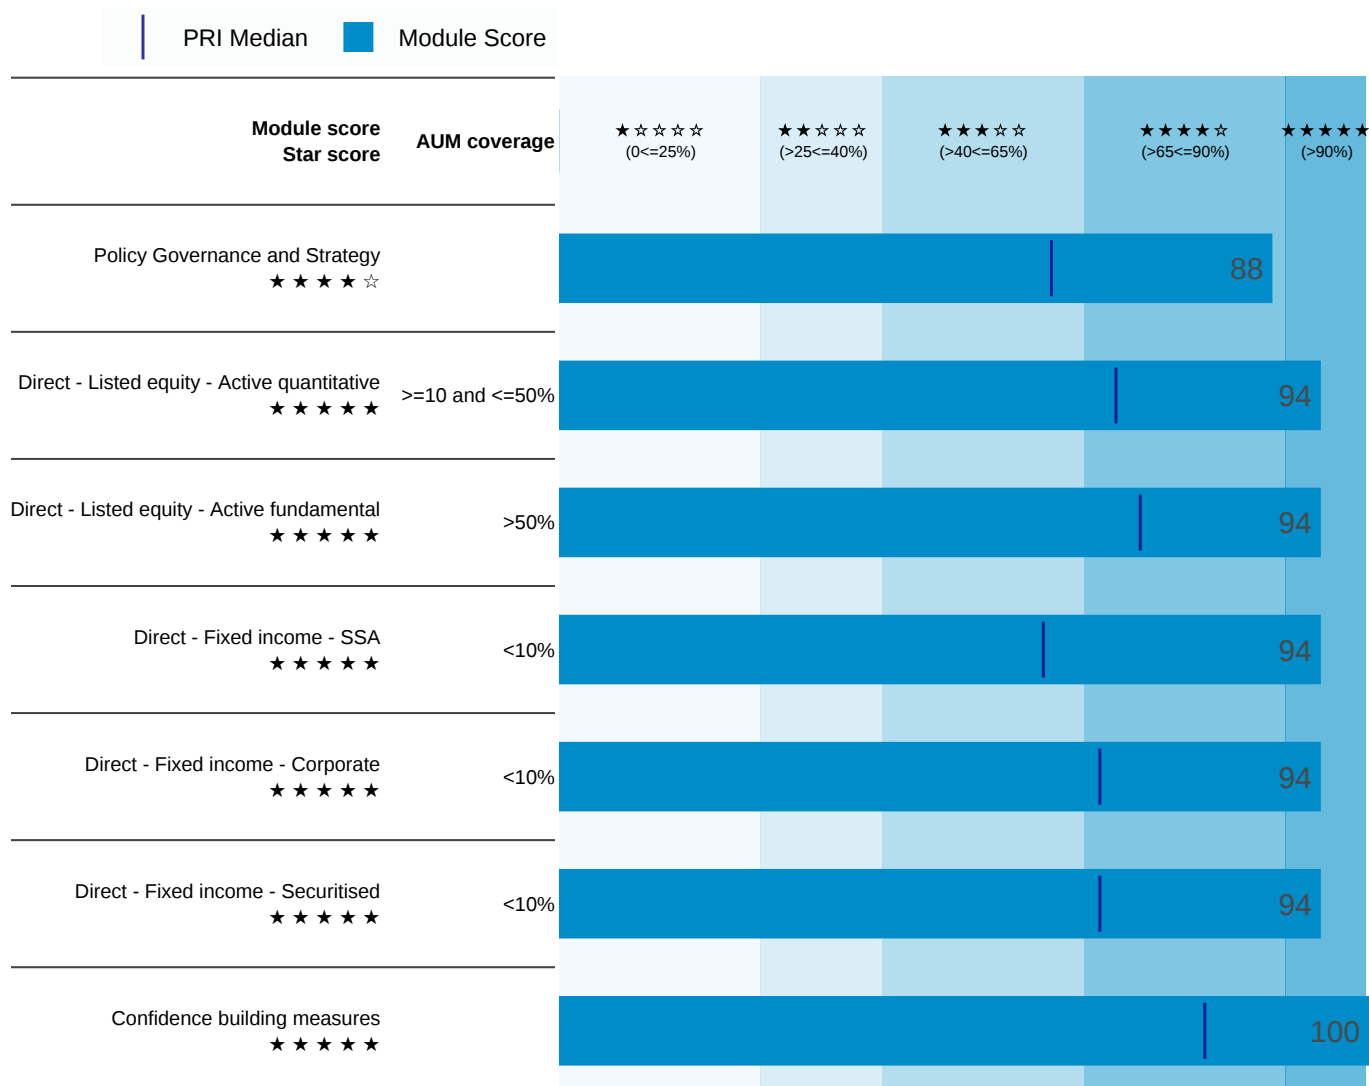 PRI Median Module Score
Module score
Star score
AUM coverage
★☆☆☆☆
(0<=25%)
★★☆☆☆
(>25<=40%)
★★★☆☆
(>40<=65%)
★★★★☆
(>65<=90%)
★★★★★
(>90%)
Policy Governance and Strategy
★★★★☆
88
Direct - Listed equity - Active quantitative
★★★★★
>=10 and <=50%
94
Direct - Listed equity - Active fundamental
★★★★★
>50%
94
Direct - Fixed income - SSA
★★★★★
<10%
94
Direct - Fixed income - Corporate
★★★★★
<10%
94
Direct - Fixed income - Securitised
★★★★★
<10%
94
Confidence building measures
★★★★★
100